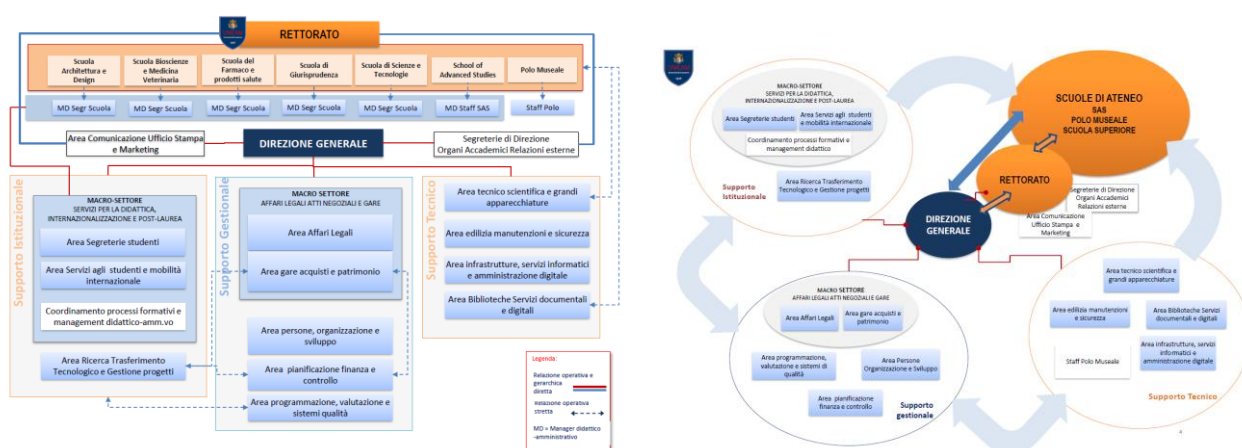 RETTORATO
Scuola
Architettura e
Design
Scuola Bioscienze
e Medicina
Veterinaria
Scuola del
Farmaco e
prodotti salute
Scuola di
Giurisprudenza
Scuola di Scienze e
Tecnologie
School of
Advanced Studies
Polo Museale
MD Segr Scuola
MD Segr Scuola
MD Segr Scuola
MD Segr Scuola
MD Segr Scuola
MD Staff SAS
Staff Polo
Area Comunicazione Ufficio Stampa
e Marketing
DIREZIONE GENERALE
Segreterie di Direzione
Organi Accademici Relazioni esterne
Supporto Istituzionale
MACRO-SETTORE
SERVIZI PER LA DIDATTICA,
INTERNAZIONALIZZAZIONE E POST-LAUREA
Area Segreterie studenti
Area Servizi agli studenti e mobilità
internazionale
Coordinamento processi formativi e
management didattico-amm.vo
Area Ricerca Trasferimento
Tecnologico e Gestione progetti
Supporto Gestionale
MACRO SETTORE
AFFARI LEGALI ATTI NEGOZIALI E GARE
Area Affari Legali
Area gare acquisti e patrimonio
Area persone, organizzazione e
sviluppo
Area pianificazione finanza e
controllo
Area programmazione, valutazione e
sistemi qualità
Supporto Tecnico
Area tecnico scientifica e grandi
apparecchiature
Area edilizia manutenzioni e sicurezza
Area infrastrutture, servizi informatici
e amministrazione digitale
Area Biblioteche Servizi documentali
e digitali
Legenda:
Relazione operativa e
gerarchica
diretta
Relazione operativa
stretta
MD = Manager didattico
-amministrativo
MACRO-SETTORE
SERVIZI PER LA DIDATTICA,
INTERNAZIONALIZZAZIONE E POST-LAUREA
Area Segreterie studenti
Area Servizi agli studenti
e mobilità internazionale
Coordinamento processi formativi e
management didattico
Supporto
Istituzionale
Area Ricerca Trasferimento
Tecnologico e Gestione progetti
SCUOLE DI ATENEO
SAS
POLO MUSEALE
SCUOLA SUPERIORE
RETTORATO
DIREZIONE
GENERALE
Segreterie di Direzione
Organi Accademici
Relazioni esterne
Area Comunicazione
Ufficio Stampa e
Marketing
MACRO SETTORE
AFFARI LEGALI ATTI NEGOZIALI E GARE
Area Affari Legali
Area gare acquisti e
patrimonio
Area programmazione,
valutazione e sistemi
di qualità
Area Persone
Organizzazione e Sviluppo
Area pianificazione
finanza e controllo
Supporto
gestionale
Area tecnico scientifica e
grandi apparecchiature
Area edilizia manutenzioni
e sicurezza
Area Biblioteche Servizi
documentali e digitali
Staff Polo Museale
Area infrastrutture, servizi
informatici e
amministrazione digitale
Supporto Tecnico
4